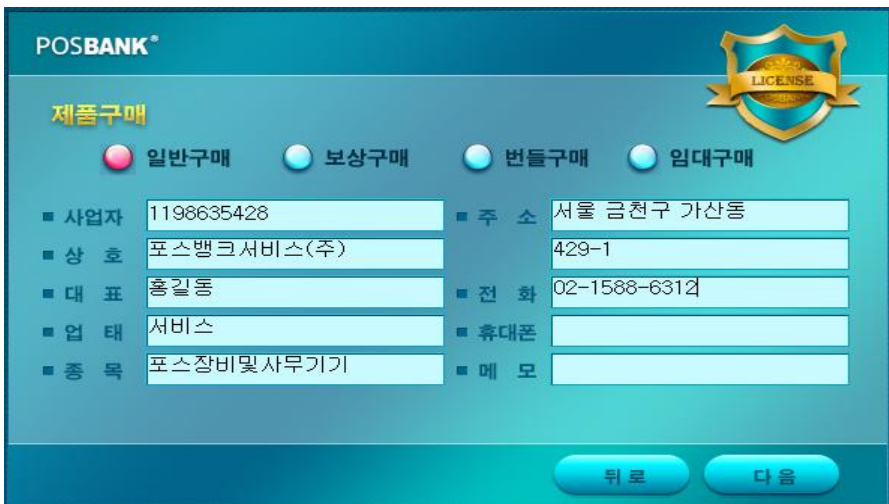 POSBANK®
LICENSE
제품구매
일반구매 보상구매 번들구매 임대구매
사업자 1198635428 주 소 서울 금천구 가산동
상 호 포스뱅크서비스(주) 429-1
대 표 홍길동 전 화 02-1588-6312
업 태 서비스 휴대폰
종 목 포스장비및사무기기 메 모
뒤로 다음